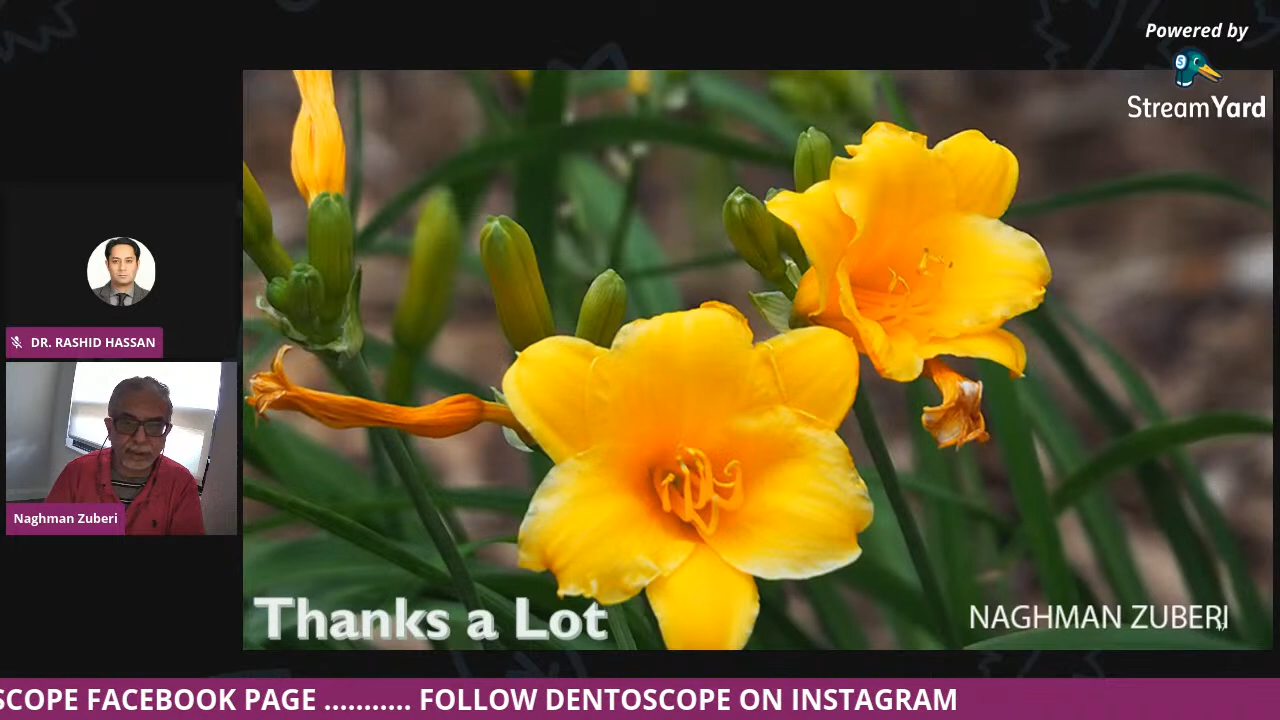 Powered by
StreamYard
DR. RASHID HASSAN
Naghman Zuberi
Thanks a Lot
NAGHMAN ZUBERI
SCOPE FACEBOOK PAGE ........... FOLLOW DENTOSCOPE ON INSTAGRAM